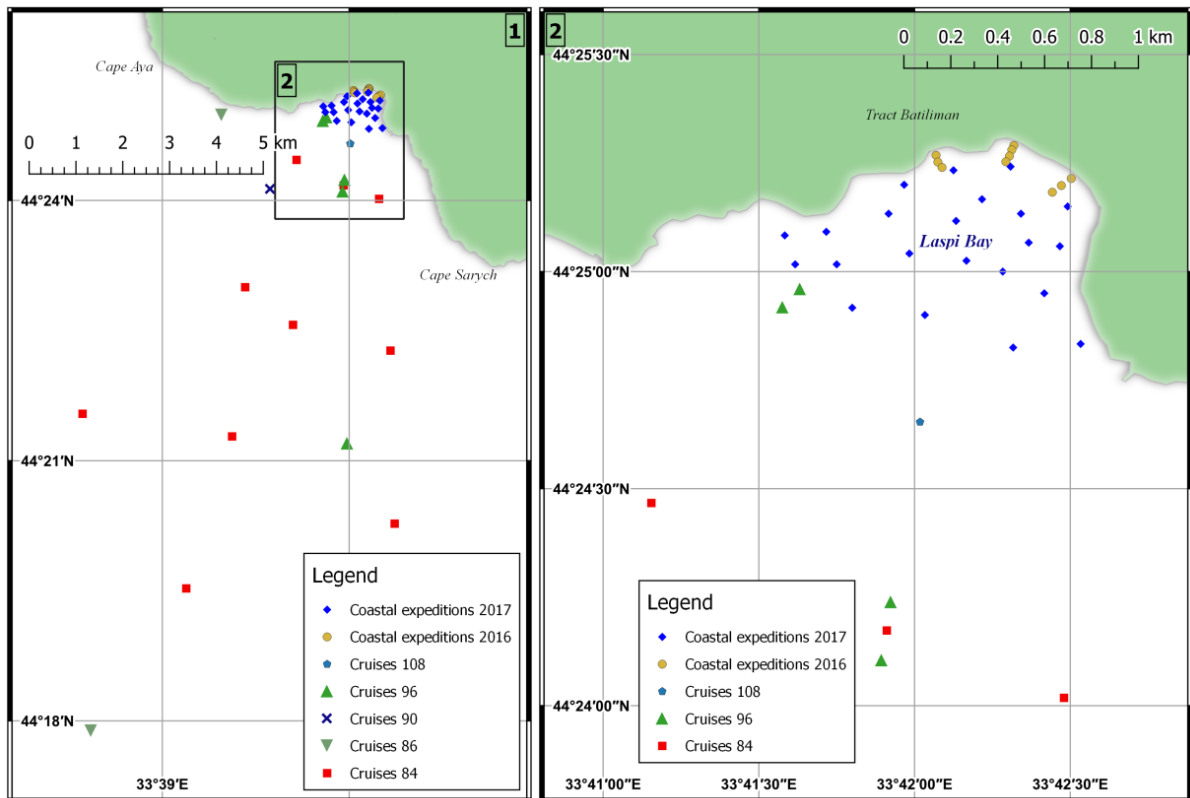 1
Cape Aya
2
0 1 2 3 4 5 km
44°24'N
Cape Sarych
44°21'N
44°18'N
33°39'E
33°42'E
Legend
Coastal expeditions 2017
Coastal expeditions 2016
Cruises 108
Cruises 96
Cruises 90
Cruises 86
Cruises 84
2
0 0.2 0.4 0.6 0.8 1 km
44°25'30"N
Tract Batiliman
Laspi Bay
44°25'00"N
44°24'30"N
44°24'00"N
Legend
Coastal expeditions 2017
Coastal expeditions 2016
Cruises 108
Cruises 96
Cruises 84
33°41'00"E 33°41'30"E 33°42'00"E 33°42'30"E